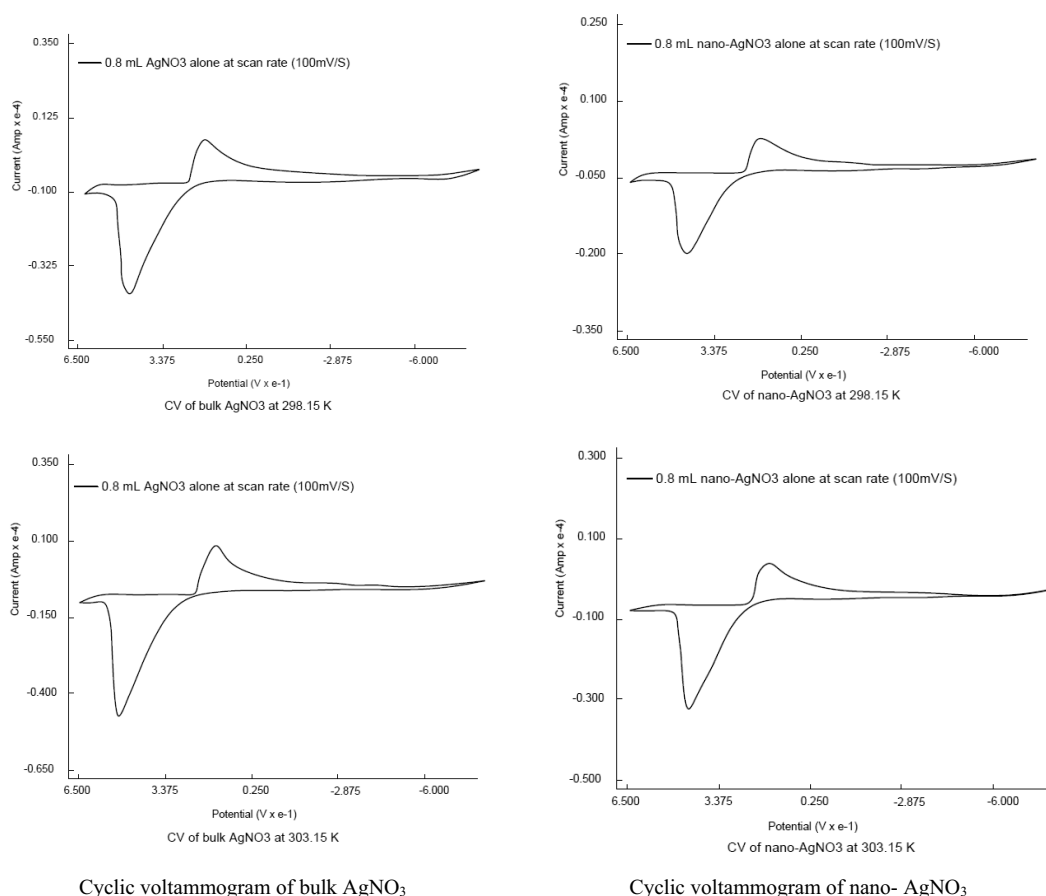 0.350
0.8 mL AgNO3 alone at scan rate (100mV/S)
0.125
-0.100
-0.325
-0.550
Current (Amp x e-4)
6.500 3.375 0.250 -2.875 -6.000
Potential (V x e-1)
CV of bulk AgNO3 at 298.15 K
0.250
0.8 mL nano-AgNO3 alone at scan rate (100mV/S)
0.100
-0.050
-0.200
-0.350
Current (Amp x e-4)
6.500 3.375 0.250 -2.875 -6.000
Potential (V x e-1)
CV of nano-AgNO3 at 298.15 K
0.350
0.8 mL AgNO3 alone at scan rate (100mV/S)
0.100
-0.150
-0.400
-0.650
Current (Amp x e-4)
6.500 3.375 0.250 -2.875 -6.000
Potential (V x e-1)
CV of bulk AgNO3 at 303.15 K
0.300
0.8 mL nano-AgNO3 alone at scan rate (100mV/S)
0.100
-0.100
-0.300
-0.500
Current (Amp x e-4)
6.500 3.375 0.250 -2.875 -6.000
Potential (V x e-1)
CV of nano-AgNO3 at 303.15 K
Cyclic voltammogram of bulk AgNO₃
Cyclic voltammogram of nano- AgNO₃